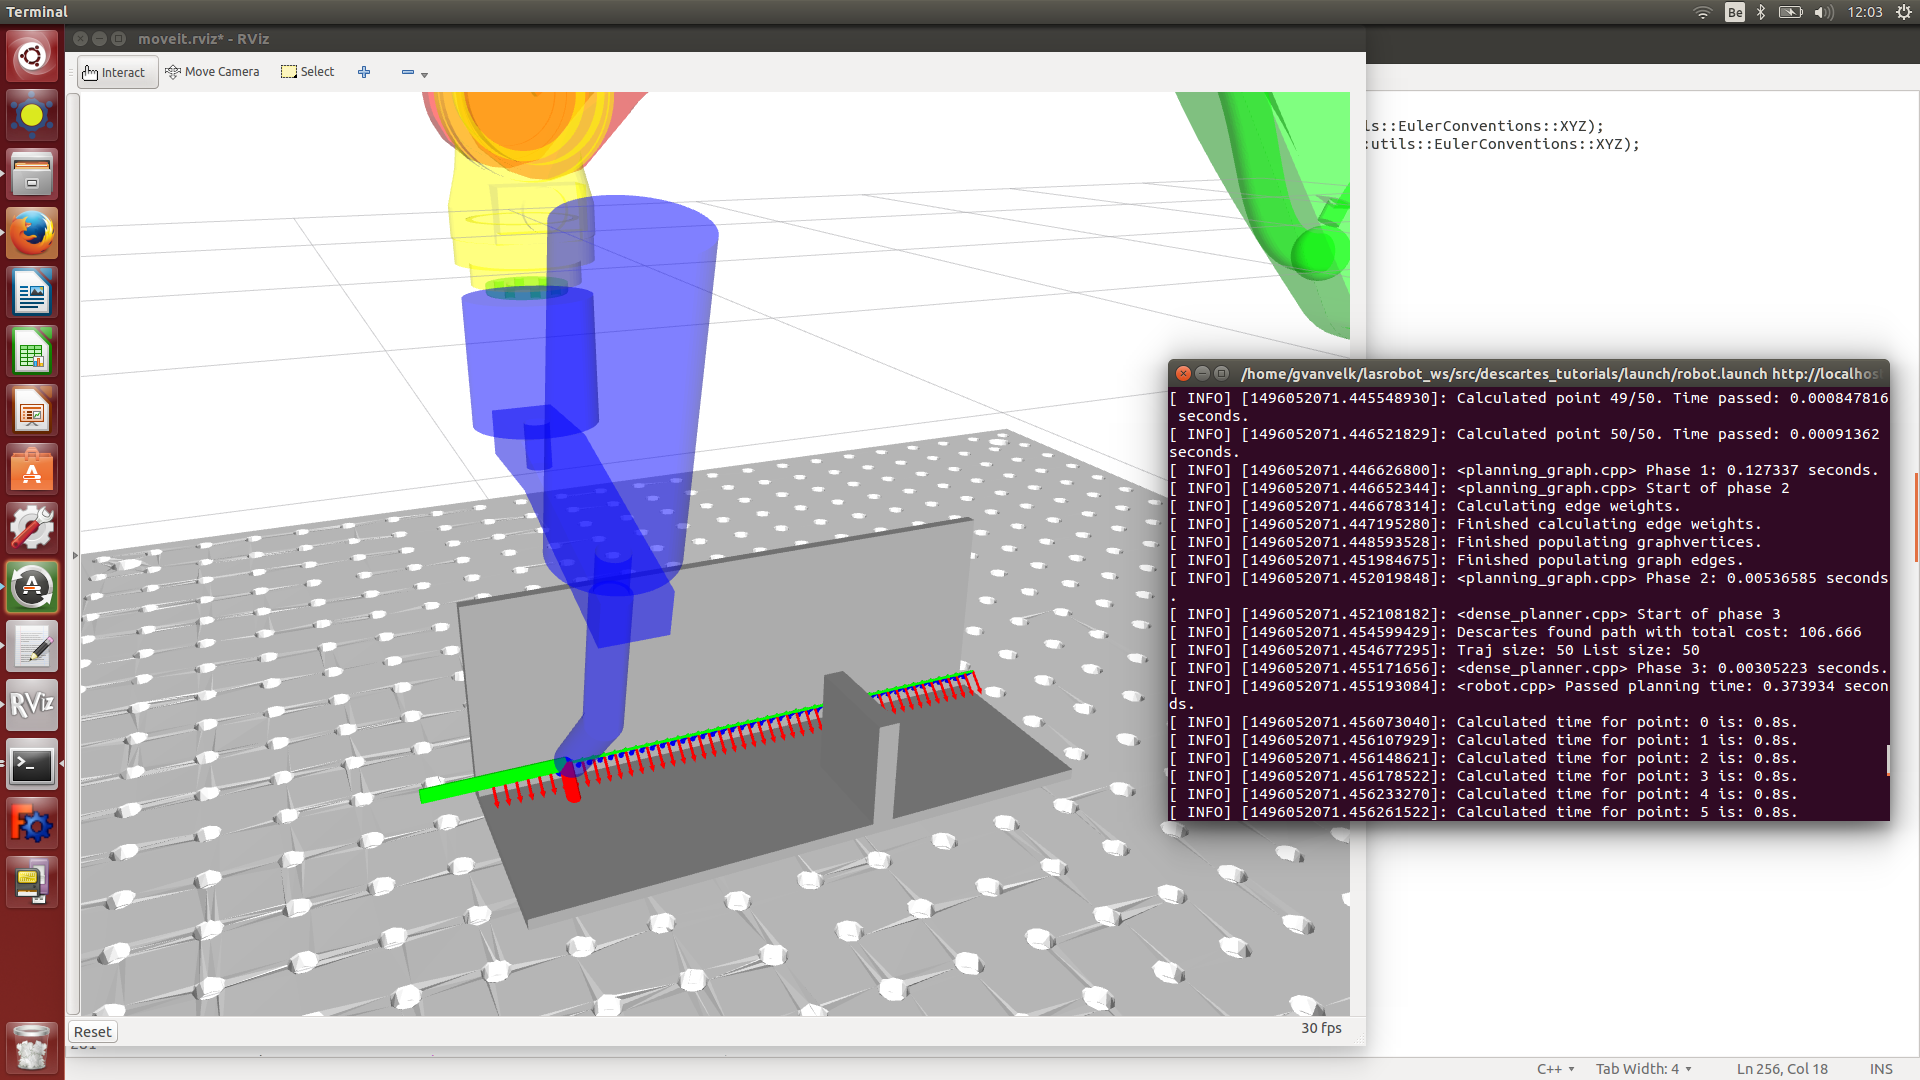 Terminal
Be
12:03
moveit.rviz* - RViz
Interact
Move Camera
Select
ls::EulerConventions::XYZ);
:utils::EulerConventions::XYZ);
/home/gvanvelk/lasrobot_ws/src/descartes_tutorials/launch/robot.launch http://localhos
[ INFO] [1496052071.445548930]: Calculated point 49/50. Time passed: 0.000847816
seconds.
[ INFO] [1496052071.446521829]: Calculated point 50/50. Time passed: 0.00091362
seconds.
[ INFO] [1496052071.446626800]: <planning_graph.cpp> Phase 1: 0.127337 seconds.
[ INFO] [1496052071.446652344]: <planning_graph.cpp> Start of phase 2
[ INFO] [1496052071.446678314]: Calculating edge weights.
[ INFO] [1496052071.447195280]: Finished calculating edge weights.
[ INFO] [1496052071.448593528]: Finished populating graphvertices.
[ INFO] [1496052071.451984675]: Finished populating graph edges.
[ INFO] [1496052071.452019848]: <planning_graph.cpp> Phase 2: 0.00536585 seconds
.
[ INFO] [1496052071.452108182]: <dense_planner.cpp> Start of phase 3
[ INFO] [1496052071.454599429]: Descartes found path with total cost: 106.666
[ INFO] [1496052071.454677295]: Traj size: 50 List size: 50
[ INFO] [1496052071.455171656]: <dense_planner.cpp> Phase 3: 0.00305223 seconds.
[ INFO] [1496052071.455193084]: <robot.cpp> Passed planning time: 0.373934 secon
ds.
[ INFO] [1496052071.456073040]: Calculated time for point: 0 is: 0.8s.
[ INFO] [1496052071.456107929]: Calculated time for point: 1 is: 0.8s.
[ INFO] [1496052071.456148621]: Calculated time for point: 2 is: 0.8s.
[ INFO] [1496052071.456178522]: Calculated time for point: 3 is: 0.8s.
[ INFO] [1496052071.456233270]: Calculated time for point: 4 is: 0.8s.
[ INFO] [1496052071.456261522]: Calculated time for point: 5 is: 0.8s.
RViz
Reset
30 fps
C++
Tab Width: 4
Ln 256, Col 18
INS